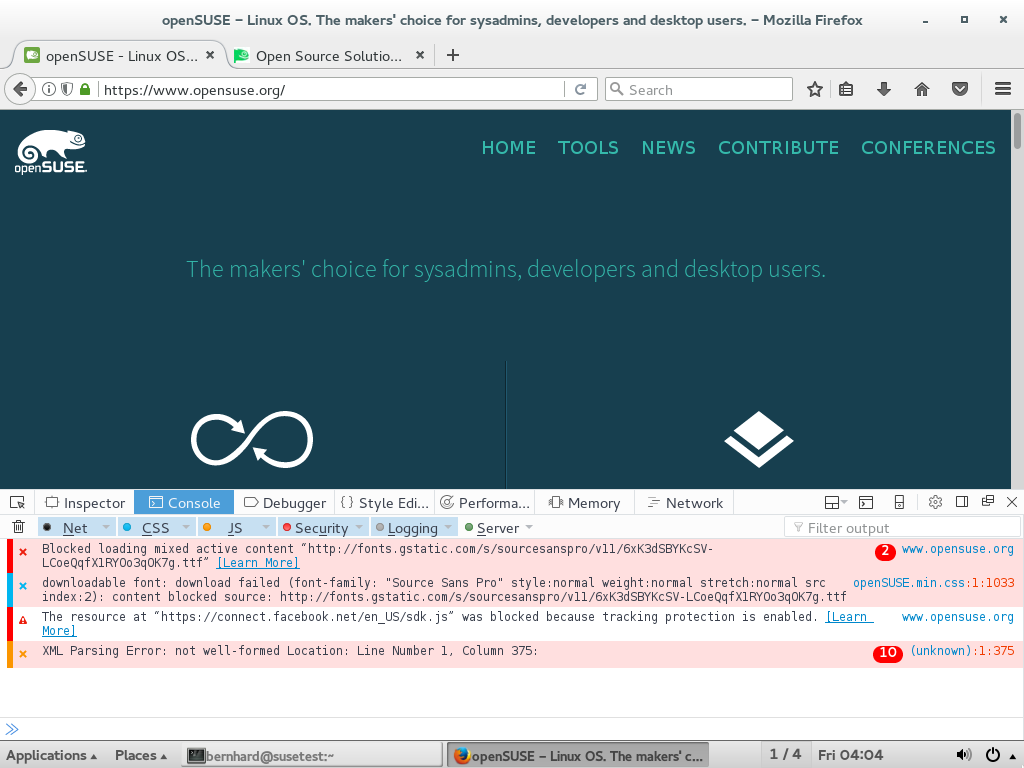 openSUSE – Linux OS. The makers' choice for sysadmins, developers and desktop users. – Mozilla Firefox
openSUSE - Linux OS...
Open Source Solutio...
https://www.opensuse.org/
Search
openSUSE
HOME TOOLS NEWS CONTRIBUTE CONFERENCES
The makers' choice for sysadmins, developers and desktop users.
Inspector Console Debugger Style Edi... Performa... Memory Network
Net CSS JS Security Logging Server Filter output
Blocked loading mixed active content “http://fonts.gstatic.com/s/sourcesanspro/v11/6xK3dSBYKcSV- 2 www.opensuse.org
LCoeQqfX1RYOo3qOK7g.ttf” [Learn More]
downloadable font: download failed (font-family: "Source Sans Pro" style:normal weight:normal stretch:normal src openSUSE.min.css:1:1033
index:2): content blocked source: http://fonts.gstatic.com/s/sourcesanspro/v11/6xK3dSBYKcSV-LCoeQqfX1RYOo3qOK7g.ttf
The resource at “https://connect.facebook.net/en_US/sdk.js” was blocked because tracking protection is enabled. [Learn www.opensuse.org
More]
XML Parsing Error: not well-formed Location: Line Number 1, Column 375: 10 (unknown):1:375
Applications Places bernhard@susetest:~ openSUSE – Linux OS. The makers' c... 1 / 4 Fri 04:04